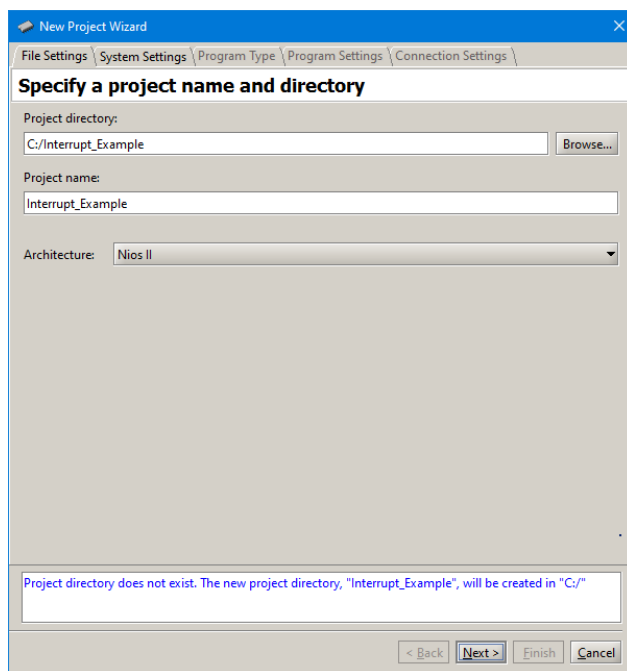 New Project Wizard
File Settings System Settings Program Type Program Settings Connection Settings
Specify a project name and directory
Project directory:
C:/Interrupt_Example Browse...
Project name:
Interrupt_Example
Architecture: Nios II
Project directory does not exist. The new project directory, "Interrupt_Example", will be created in "C:/"
< Back Next > Finish Cancel